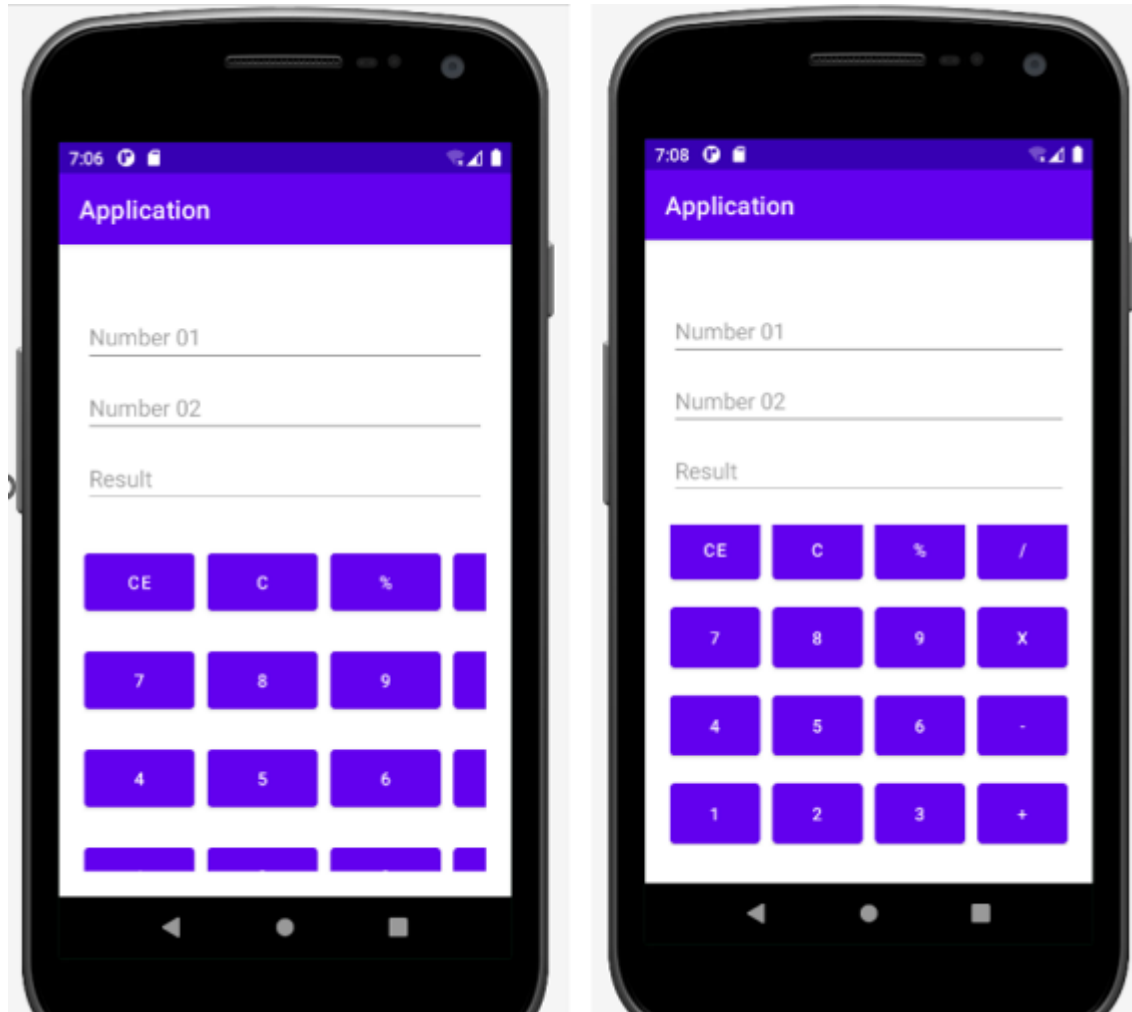 7:06
Application
Number 01
Number 02
Result
CE C %
7 8 9
4 5 6
7:08
Application
Number 01
Number 02
Result
CE C % /
7 8 9 X
4 5 6 -
1 2 3 +